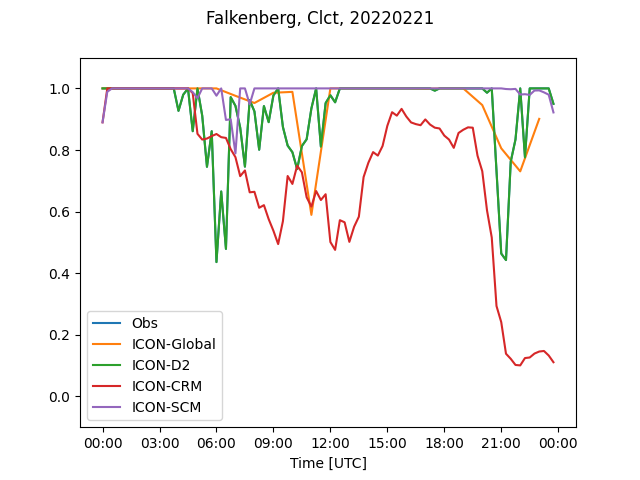 Falkenberg, Clct, 20220221
1.0
0.8
0.6
0.4
0.2
0.0
Obs
ICON-Global
ICON-D2
ICON-CRM
ICON-SCM
00:00 03:00 06:00 09:00 12:00 15:00 18:00 21:00 00:00
Time [UTC]